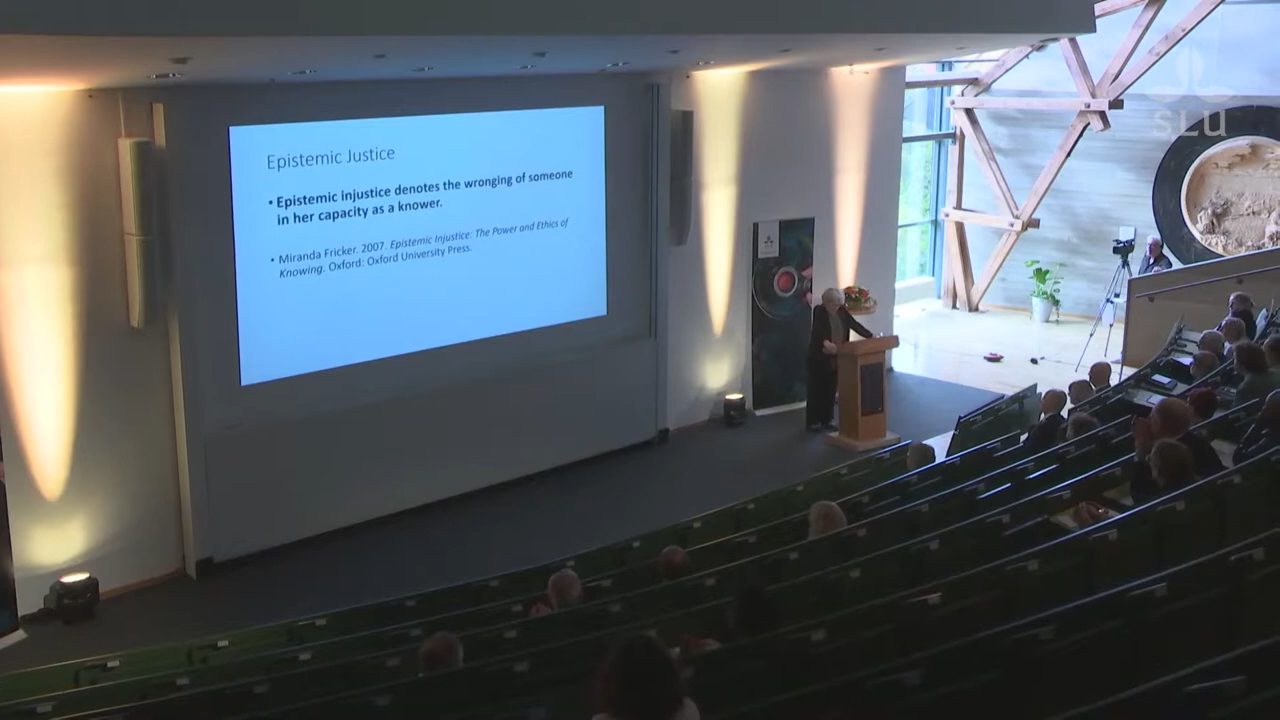 sLu
Epistemic Justice
• Epistemic injustice denotes the wronging of someone
in her capacity as a knower.
• Miranda Fricker. 2007. Epistemic Injustice: The Power and Ethics of
Knowing. Oxford: Oxford University Press.